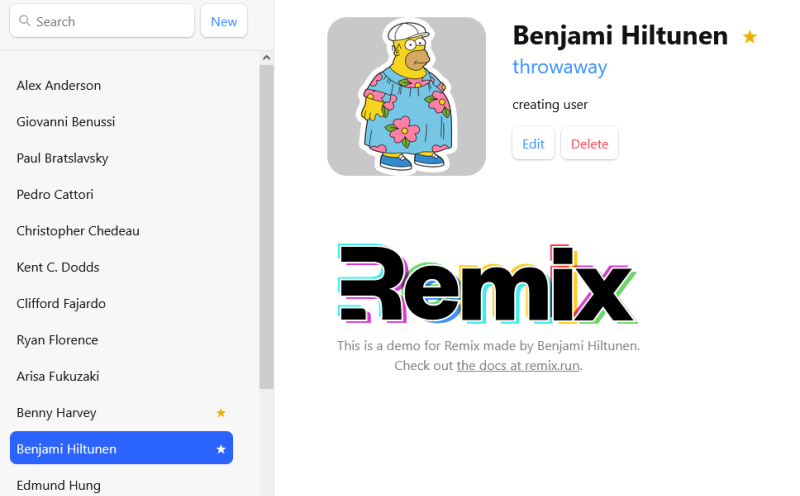 Search
New
Alex Anderson
Giovanni Benussi
Paul Bratslavsky
Pedro Cattori
Christopher Chedeau
Kent C. Dodds
Clifford Fajardo
Ryan Florence
Arisa Fukuzaki
Benny Harvey ★
Benjami Hiltunen ★
Edmund Hung
Benjami Hiltunen ★
throwaway
creating user
Edit
Delete
Remix
This is a demo for Remix made by Benjami Hiltunen.
Check out the docs at remix.run.